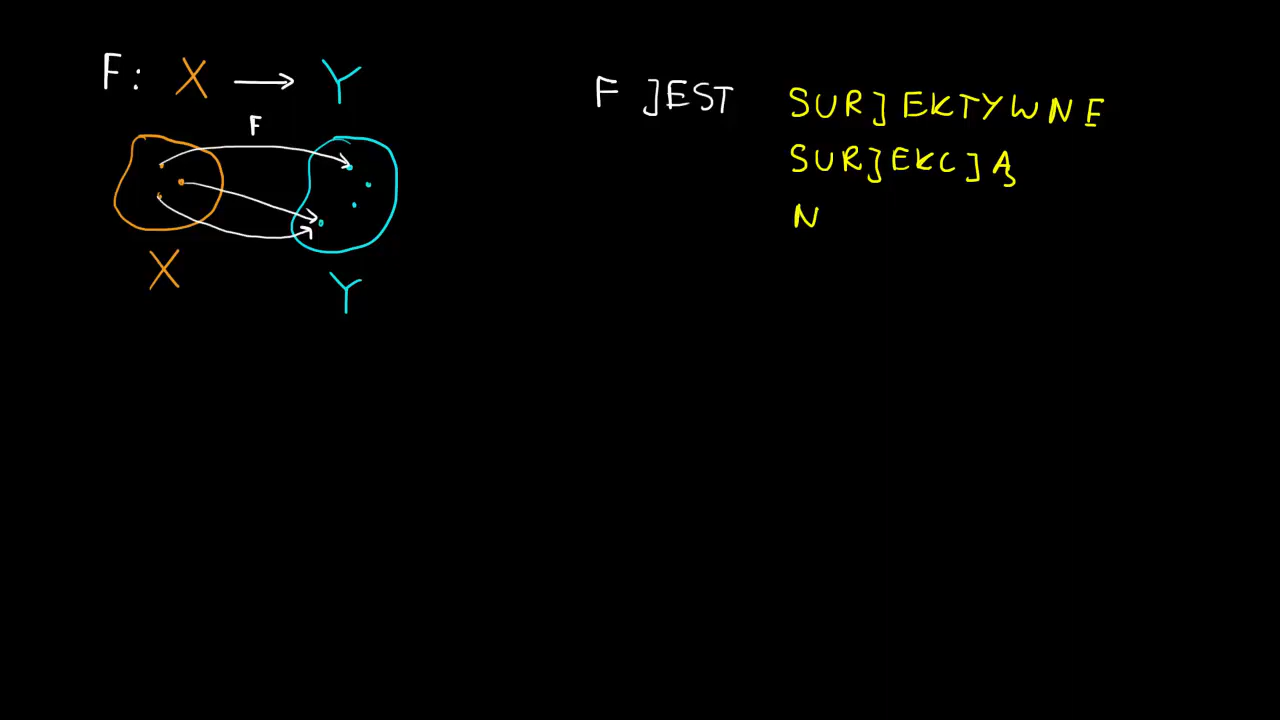 F: X → Y
F
X
Y
F JEST SURJEKTYWNE
SURJEKCJĄ
N